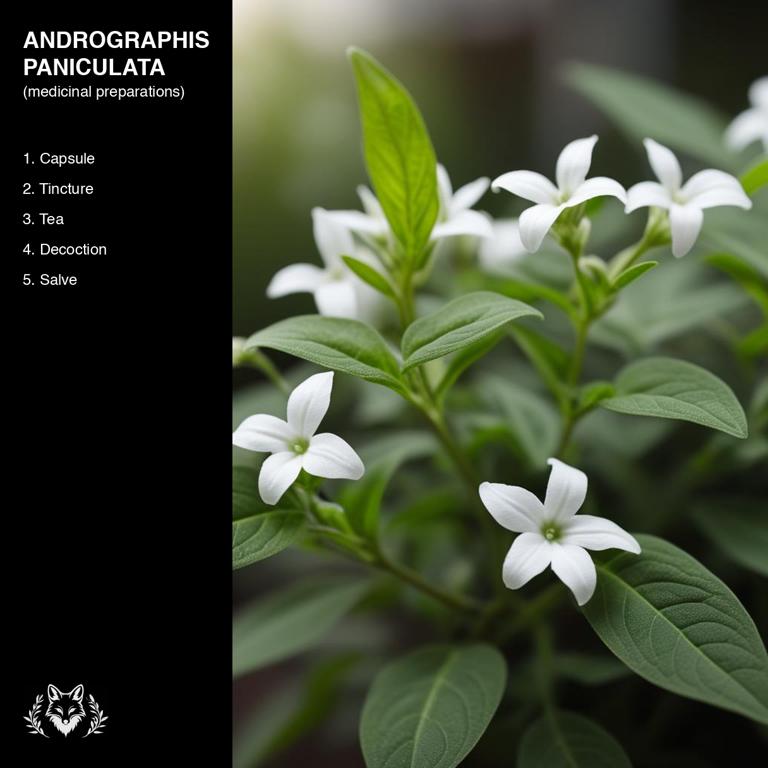 ANDROGRAPHIS
PANICULATA
(medicinal preparations)
1. Capsule
2. Tincture
3. Tea
4. Decoction
5. Salve